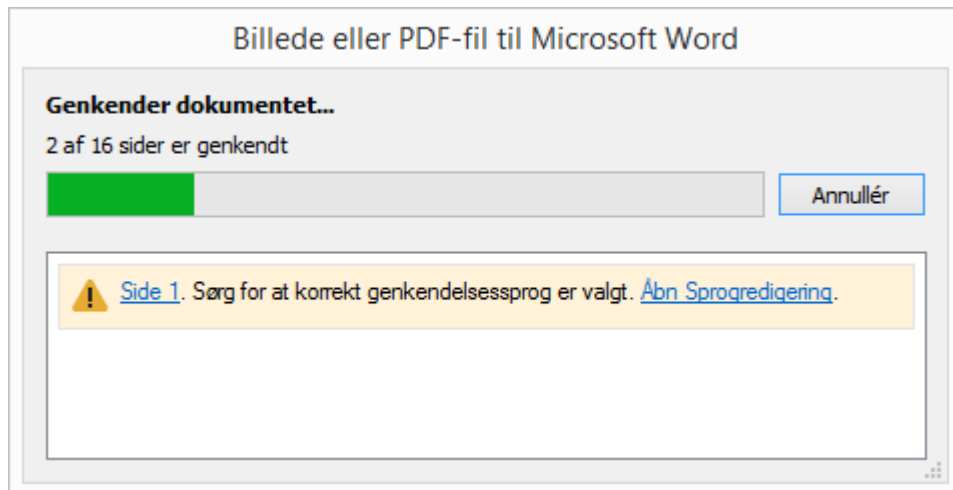 Billede eller PDF-fil til Microsoft Word
Genkender dokumentet...
2 af 16 sider er genkendt
Annullér
Side 1. Sørg for at korrekt genkendelsessprog er valgt. Åbn Sprogredigering.